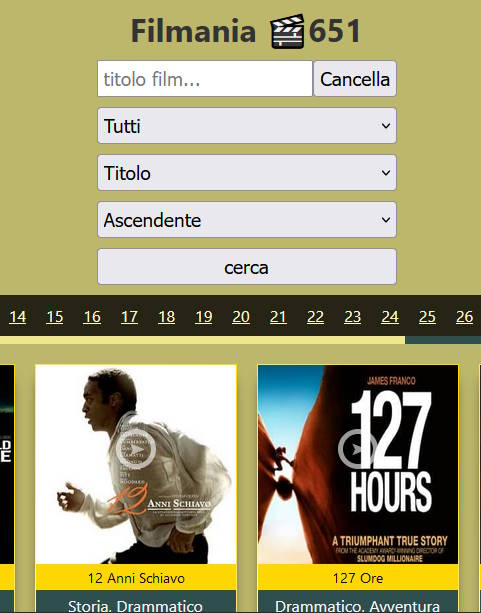 Filmania 🎬651
titolo film...
Cancella
Tutti
Titolo
Ascendente
cerca
14 15 16 17 18 19 20 21 22 23 24 25 26
12 ANNI SCHIAVO
JAMES FRANCO
127
HOURS
A TRIUMPHANT TRUE STORY
FROM THE ACADEMY AWARD-WINNING DIRECTOR OF
SLUMDOG MILLIONAIRE
12 Anni Schiavo
127 Ore
Storia, Drammatico
Drammatico, Avventura